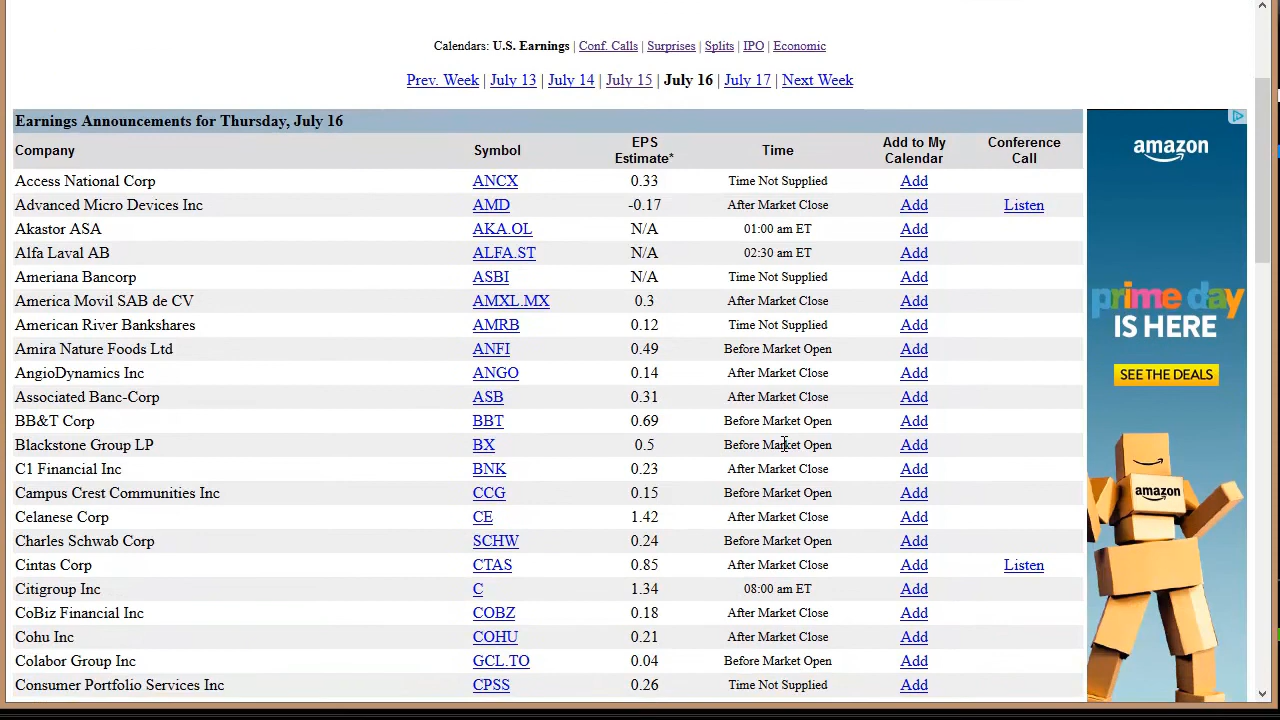 Calendars: U.S. Earnings | Conf. Calls | Surprises | Splits | IPO | Economic
Prev. Week | July 13 | July 14 | July 15 | July 16 | July 17 | Next Week
Earnings Announcements for Thursday, July 16
Company Symbol EPS Estimate* Time Add to My Calendar Conference Call
Access National Corp ANCX 0.33 Time Not Supplied Add
Advanced Micro Devices Inc AMD -0.17 After Market Close Add Listen
Akastor ASA AKA.OL N/A 01:00 am ET Add
Alfa Laval AB ALFA.ST N/A 02:30 am ET Add
Ameriana Bancorp ASBI N/A Time Not Supplied Add
America Movil SAB de CV AMXL.MX 0.3 After Market Close Add
American River Bankshares AMRB 0.12 Time Not Supplied Add
Amira Nature Foods Ltd ANFI 0.49 Before Market Open Add
AngioDynamics Inc ANGO 0.14 After Market Close Add
Associated Banc-Corp ASB 0.31 After Market Close Add
BB&T Corp BBT 0.69 Before Market Open Add
Blackstone Group LP BX 0.5 Before Market Open Add
C1 Financial Inc BNK 0.23 After Market Close Add
Campus Crest Communities Inc CCG 0.15 Before Market Open Add
Celanese Corp CE 1.42 After Market Close Add
Charles Schwab Corp SCHW 0.24 Before Market Open Add
Cintas Corp CTAS 0.85 After Market Close Add Listen
Citigroup Inc C 1.34 08:00 am ET Add
CoBiz Financial Inc COBZ 0.18 After Market Close Add
Cohu Inc COHU 0.21 After Market Close Add
Colabor Group Inc GCL.TO 0.04 Before Market Open Add
Consumer Portfolio Services Inc CPSS 0.26 Time Not Supplied Add
amazon
prime day
IS HERE
SEE THE DEALS
amazon